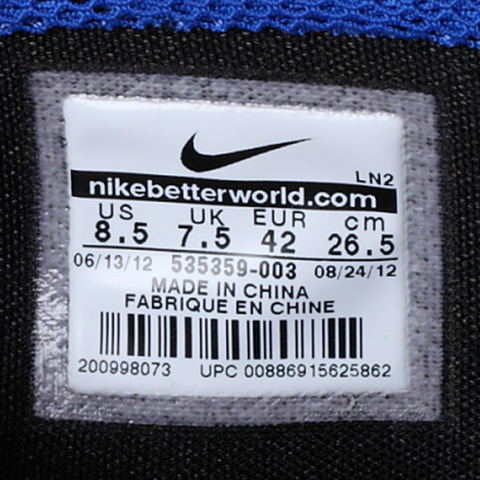 LN2
nikebetterworld.com
US UK EUR cm
8.5 7.5 42 26.5
06/13/12 535359-003 08/24/12
MADE IN CHINA
FABRIQUE EN CHINE
200998073 UPC 00886915625862